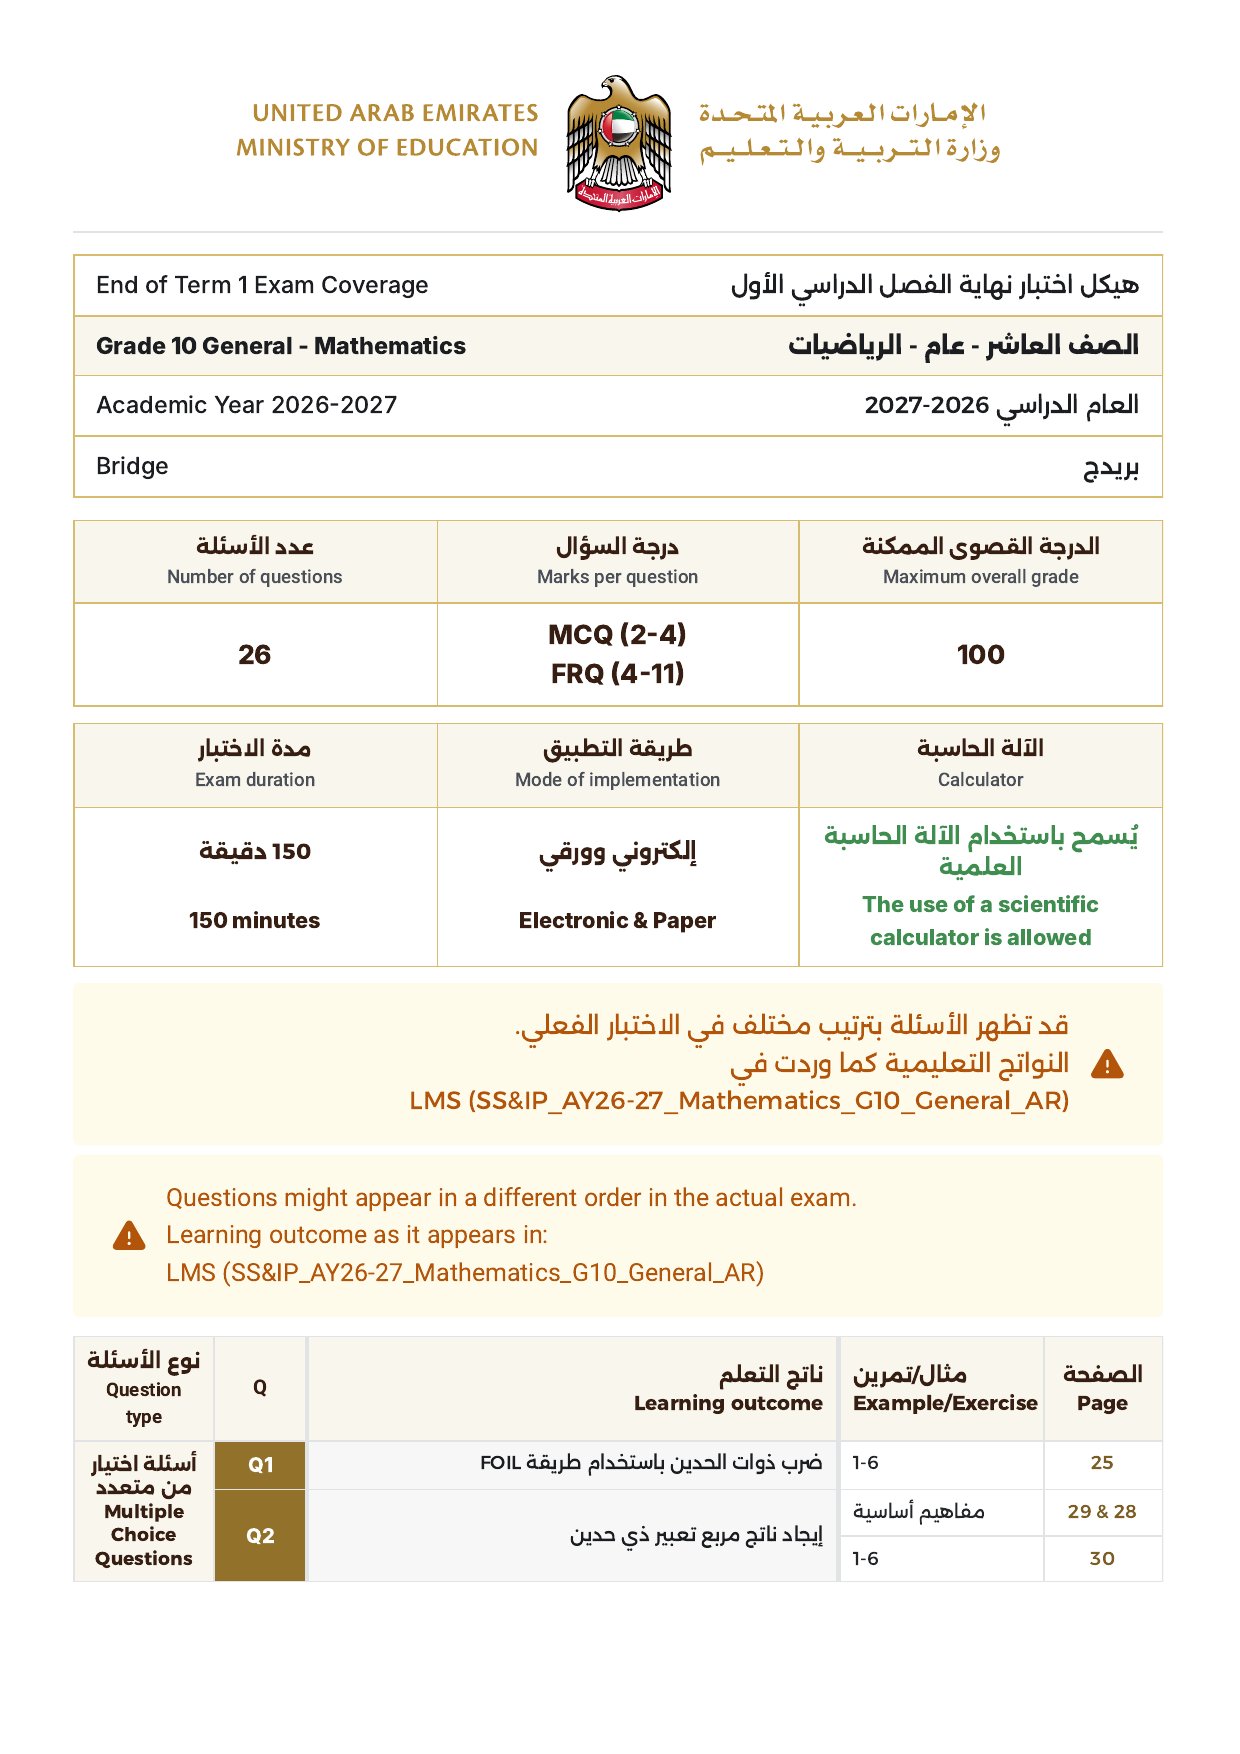 UNITED ARAB EMIRATES
MINISTRY OF EDUCATION
الإمارات العربية المتحدة
وزارة التربية والتعليم
الإمارات العربية المتحدة
End of Term 1 Exam Coverage
هيكل اختبار نهاية الفصل الدراسي الأول
Grade 10 General - Mathematics
الصف العاشر - عام - الرياضيات
Academic Year 2026-2027
العام الدراسي 2026-2027
Bridge
بريدج
عدد الأسئلة
Number of questions
درجة السؤال
Marks per question
الدرجة القصوى الممكنة
Maximum overall grade
26
MCQ (2-4)
FRQ (4-11)
100
مدة الاختبار
Exam duration
طريقة التطبيق
Mode of implementation
الآلة الحاسبة
Calculator
150 دقيقة
150 minutes
إلكتروني وورقي
Electronic & Paper
يُسمح باستخدام الآلة الحاسبة
العلمية
The use of a scientific
calculator is allowed
قد تظهر الأسئلة بترتيب مختلف في الاختبار الفعلي.
النواتج التعليمية كما وردت في
LMS (SS&IP_AY26-27_Mathematics_G10_General_AR)
Questions might appear in a different order in the actual exam.
Learning outcome as it appears in:
LMS (SS&IP_AY26-27_Mathematics_G10_General_AR)
نوع الأسئلة
Question
type
Q
ناتج التعلم
Learning outcome
مثال/تمرين
Example/Exercise
الصفحة
Page
أسئلة اختيار
من متعدد
Multiple
Choice
Questions
Q1
ضرب ذوات الحدين باستخدام طريقة FOIL
1-6
25
Q2
إيجاد ناتج مربع تعبير ذي حدين
مفاهيم أساسية
28 & 29
1-6
30